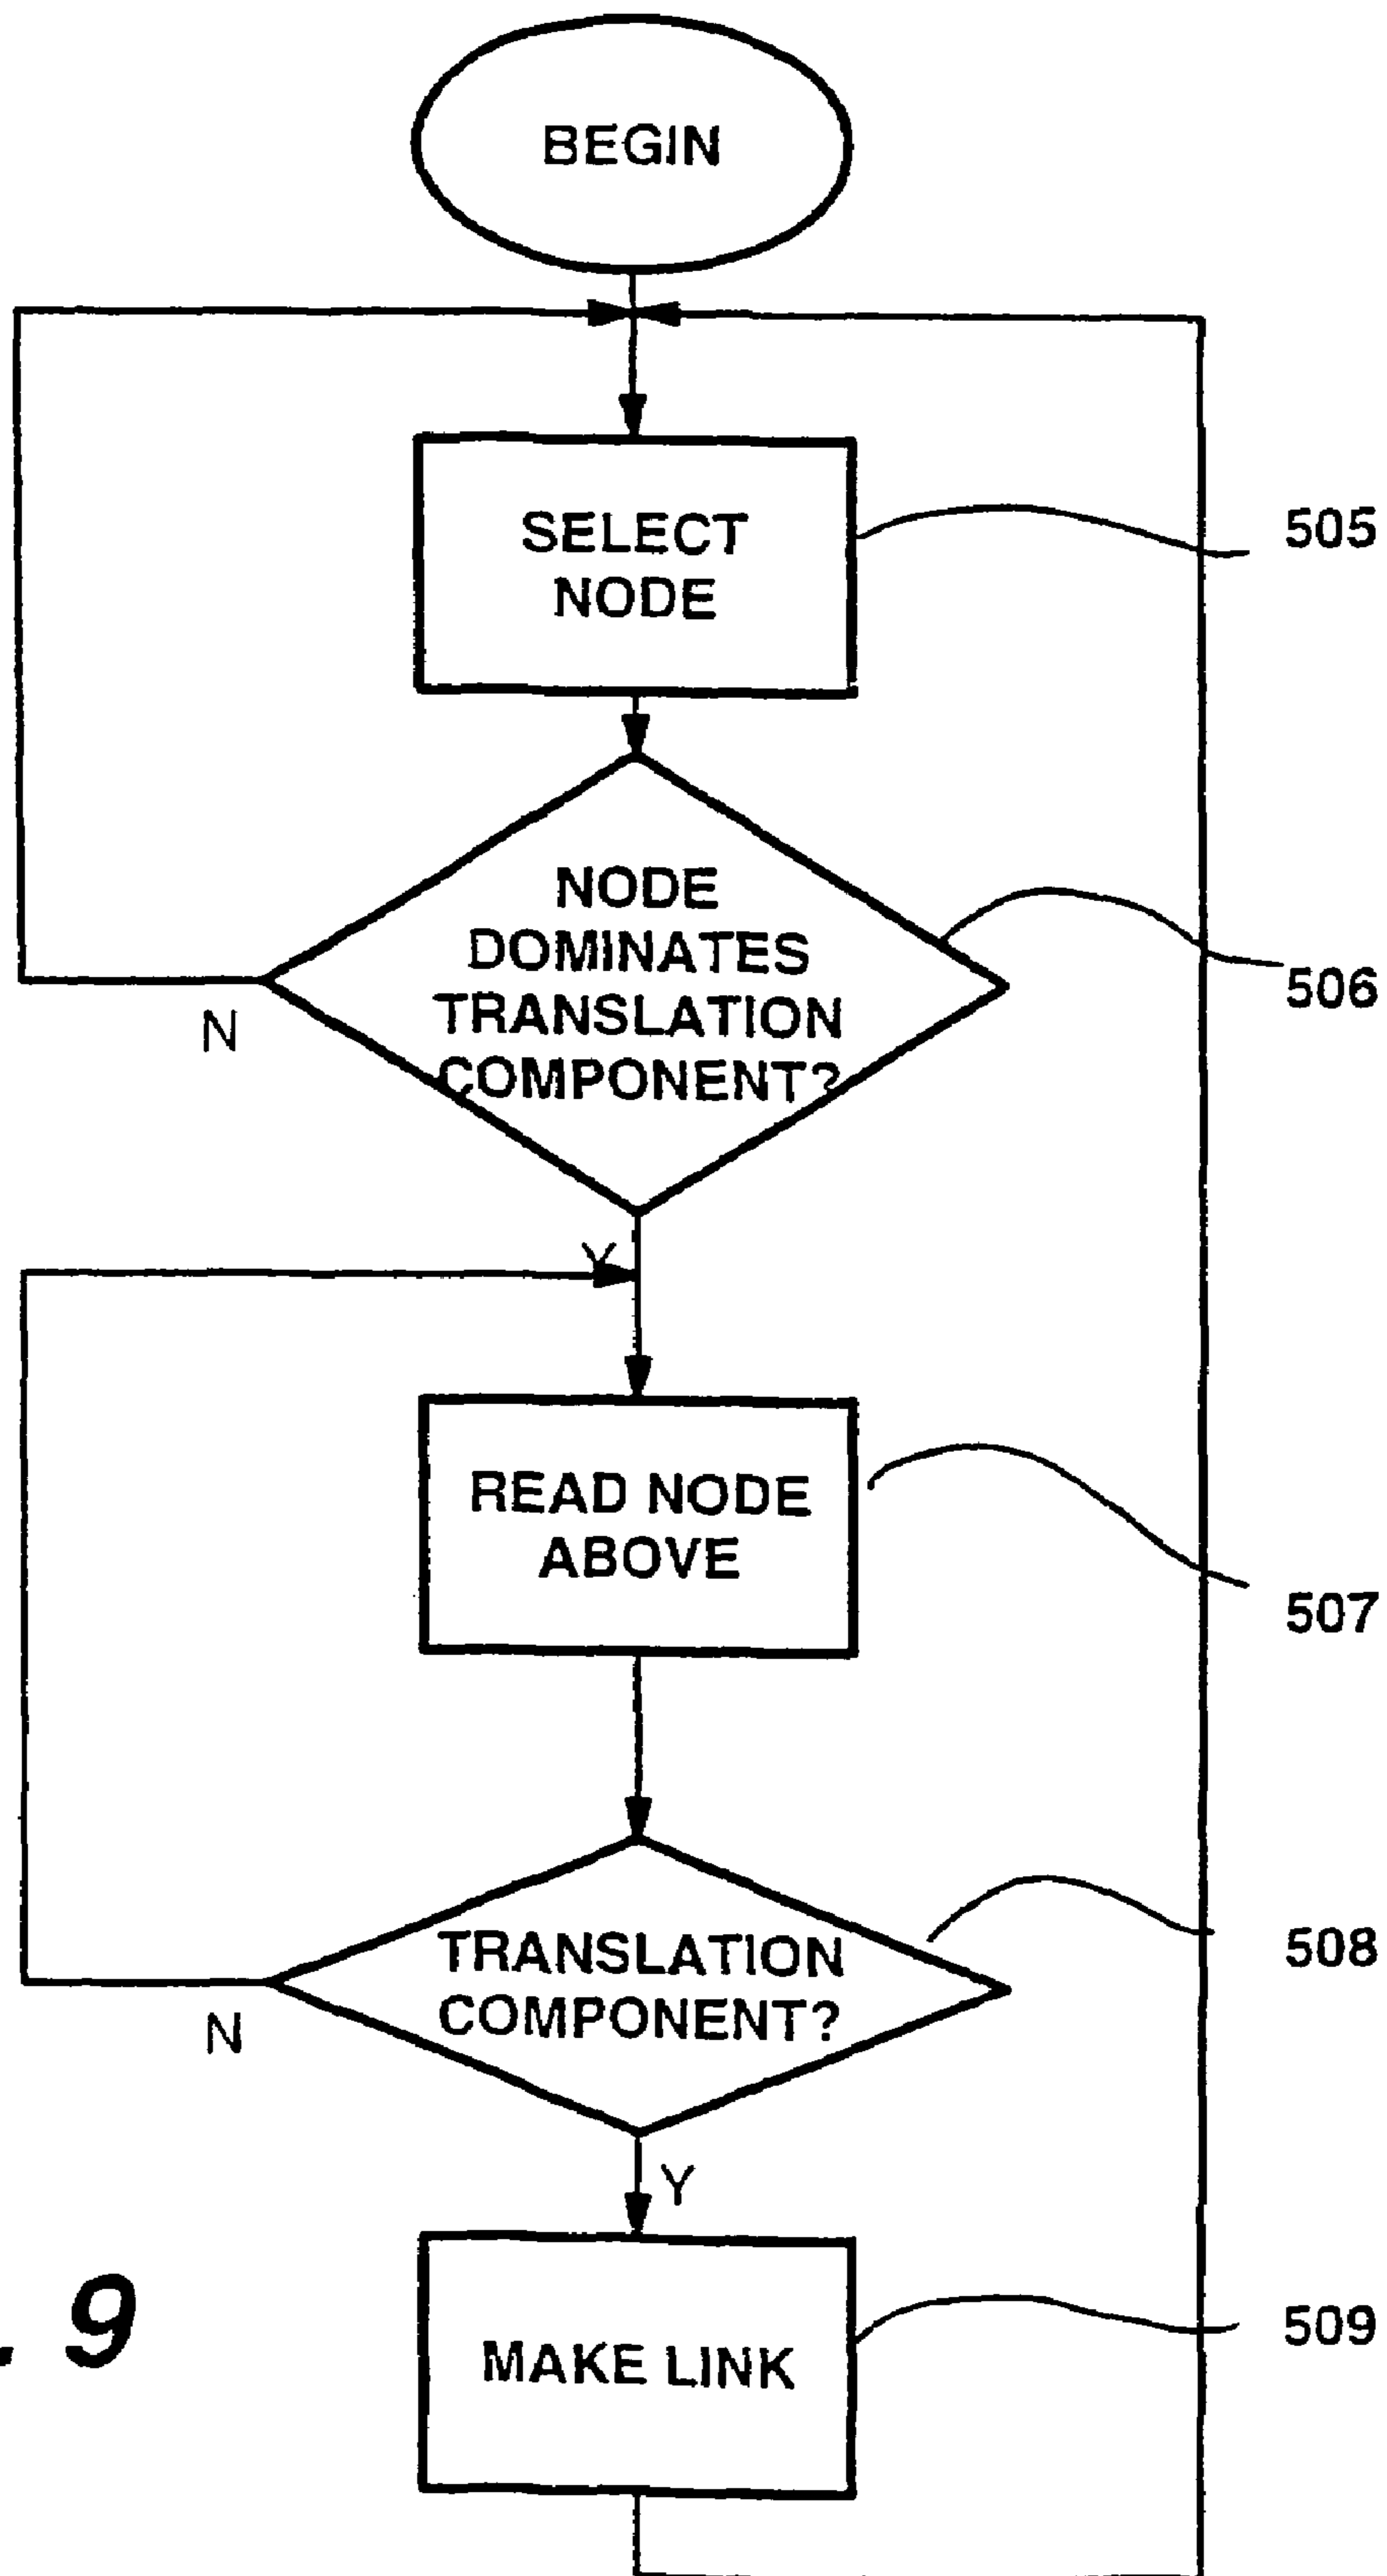 BEGIN
SELECT
NODE
505
NODE
DOMINATES
TRANSLATION
COMPONENT?
506
N
Y
READ NODE
ABOVE
507
TRANSLATION
COMPONENT?
508
N
Y
MAKE LINK
509
. 9